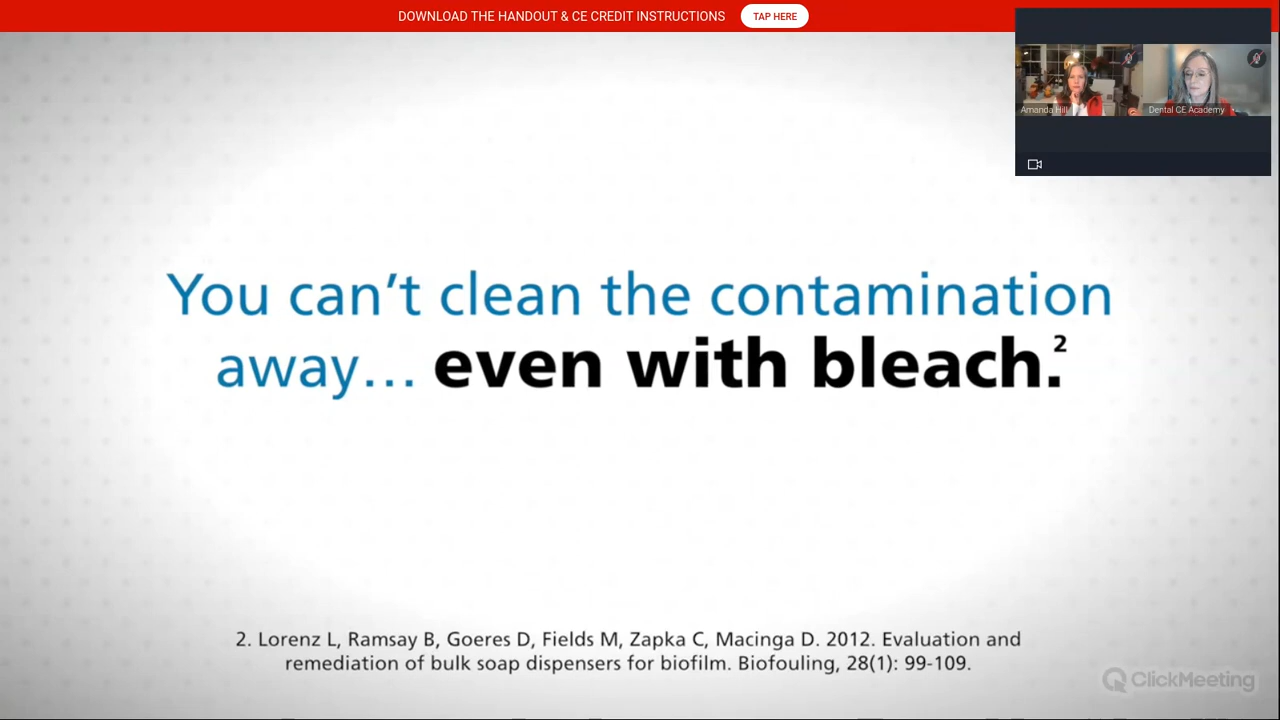 DOWNLOAD THE HANDOUT & CE CREDIT INSTRUCTIONS TAP HERE
Amanda Hill
Dental CE Academy
You can't clean the contamination
away... even with bleach.2
2. Lorenz L, Ramsay B, Goeres D, Fields M, Zapka C, Macinga D. 2012. Evaluation and
remediation of bulk soap dispensers for biofilm. Biofouling, 28(1): 99-109.
ClickMeeting